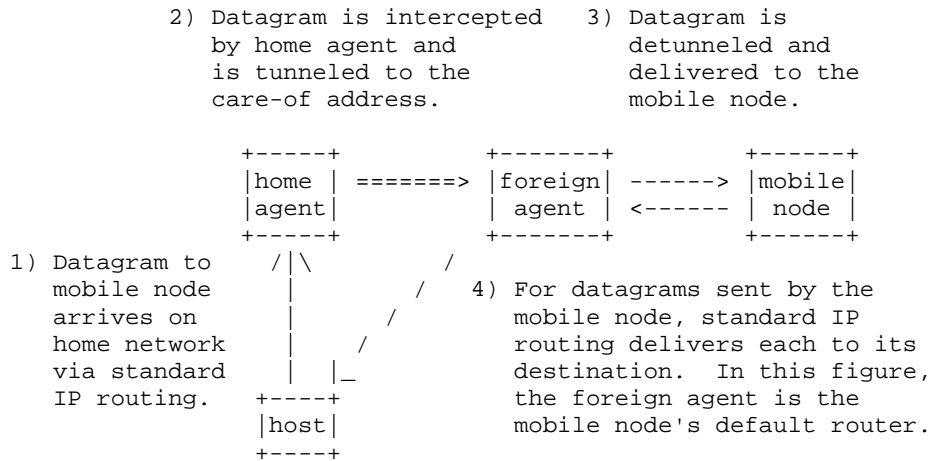 2) Datagram is intercepted
by home agent and
is tunneled to the
care-of address.
3) Datagram is
detunneled and
delivered to the
mobile node.
home
agent
foreign
agent
mobile
node
1) Datagram to
mobile node
arrives on
home network
via standard
IP routing.
host
4) For datagrams sent by the
mobile node, standard IP
routing delivers each to its
destination.  In this figure,
the foreign agent is the
mobile node's default router.